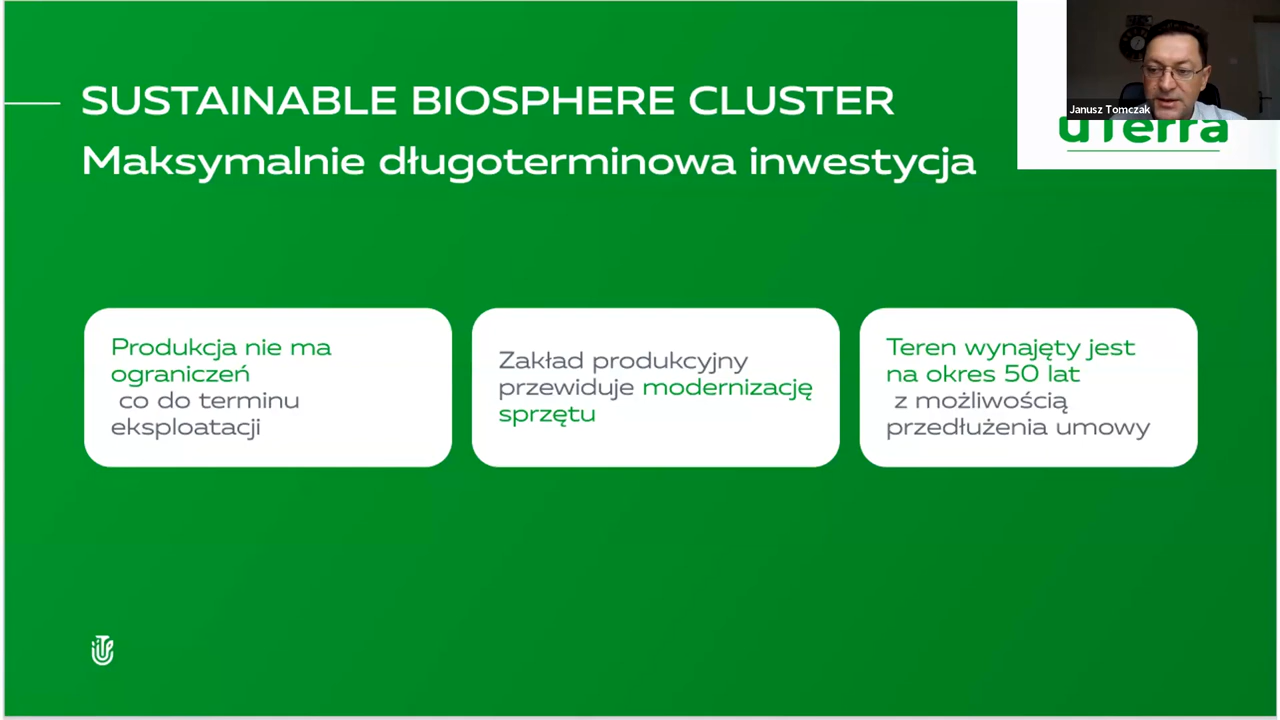 SUSTAINABLE BIOSPHERE CLUSTER
Maksymalnie długoterminowa inwestycja
Janusz Tomczak
uTerra
Produkcja nie ma
ograniczeń
co do terminu
eksploatacji
Zakład produkcyjny
przewiduje modernizację
sprzętu
Teren wynajęty jest
na okres 50 lat
z możliwością
przedłużenia umowy